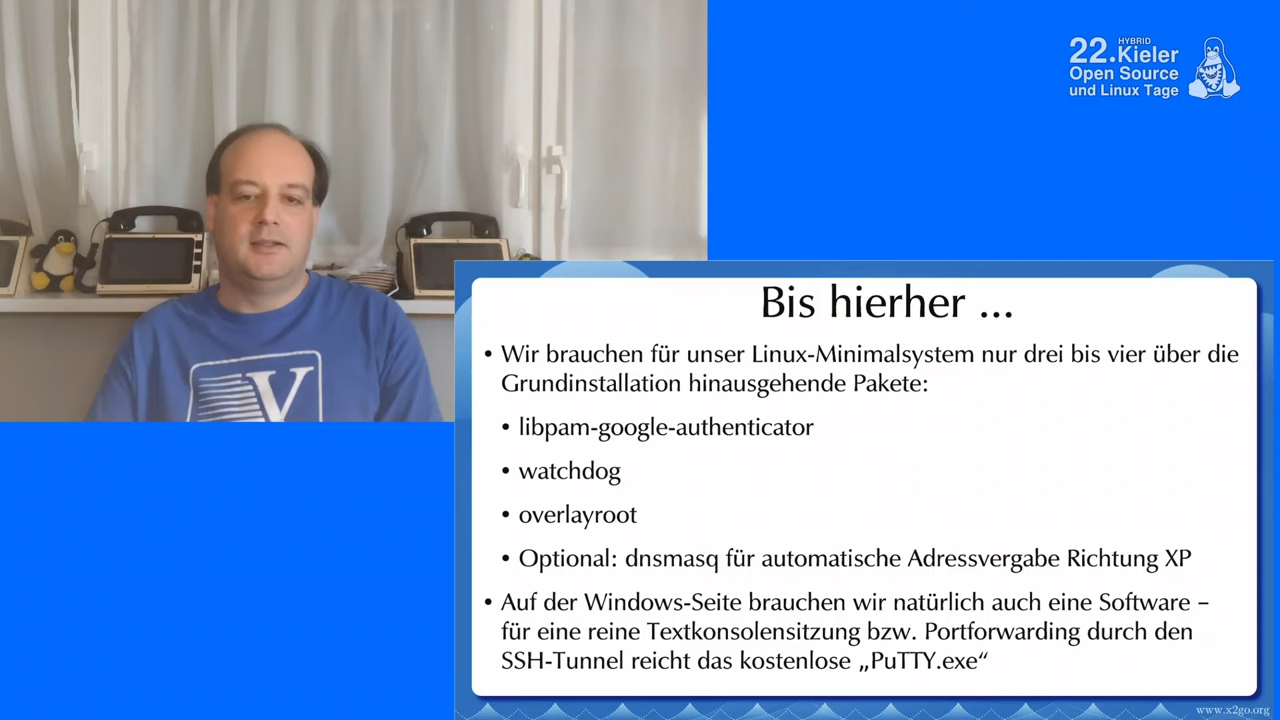 HYBRID
22.Kieler
Open Source
und Linux Tage
Bis hierher ...
• Wir brauchen für unser Linux-Minimalsystem nur drei bis vier über die
Grundinstallation hinausgehende Pakete:
• libpam-google-authenticator
• watchdog
• overlayroot
• Optional: dnsmasq für automatische Adressvergabe Richtung XP
• Auf der Windows-Seite brauchen wir natürlich auch eine Software –
für eine reine Textkonsolensitzung bzw. Portforwarding durch den
SSH-Tunnel reicht das kostenlose „PuTTY.exe“
www.x2go.org